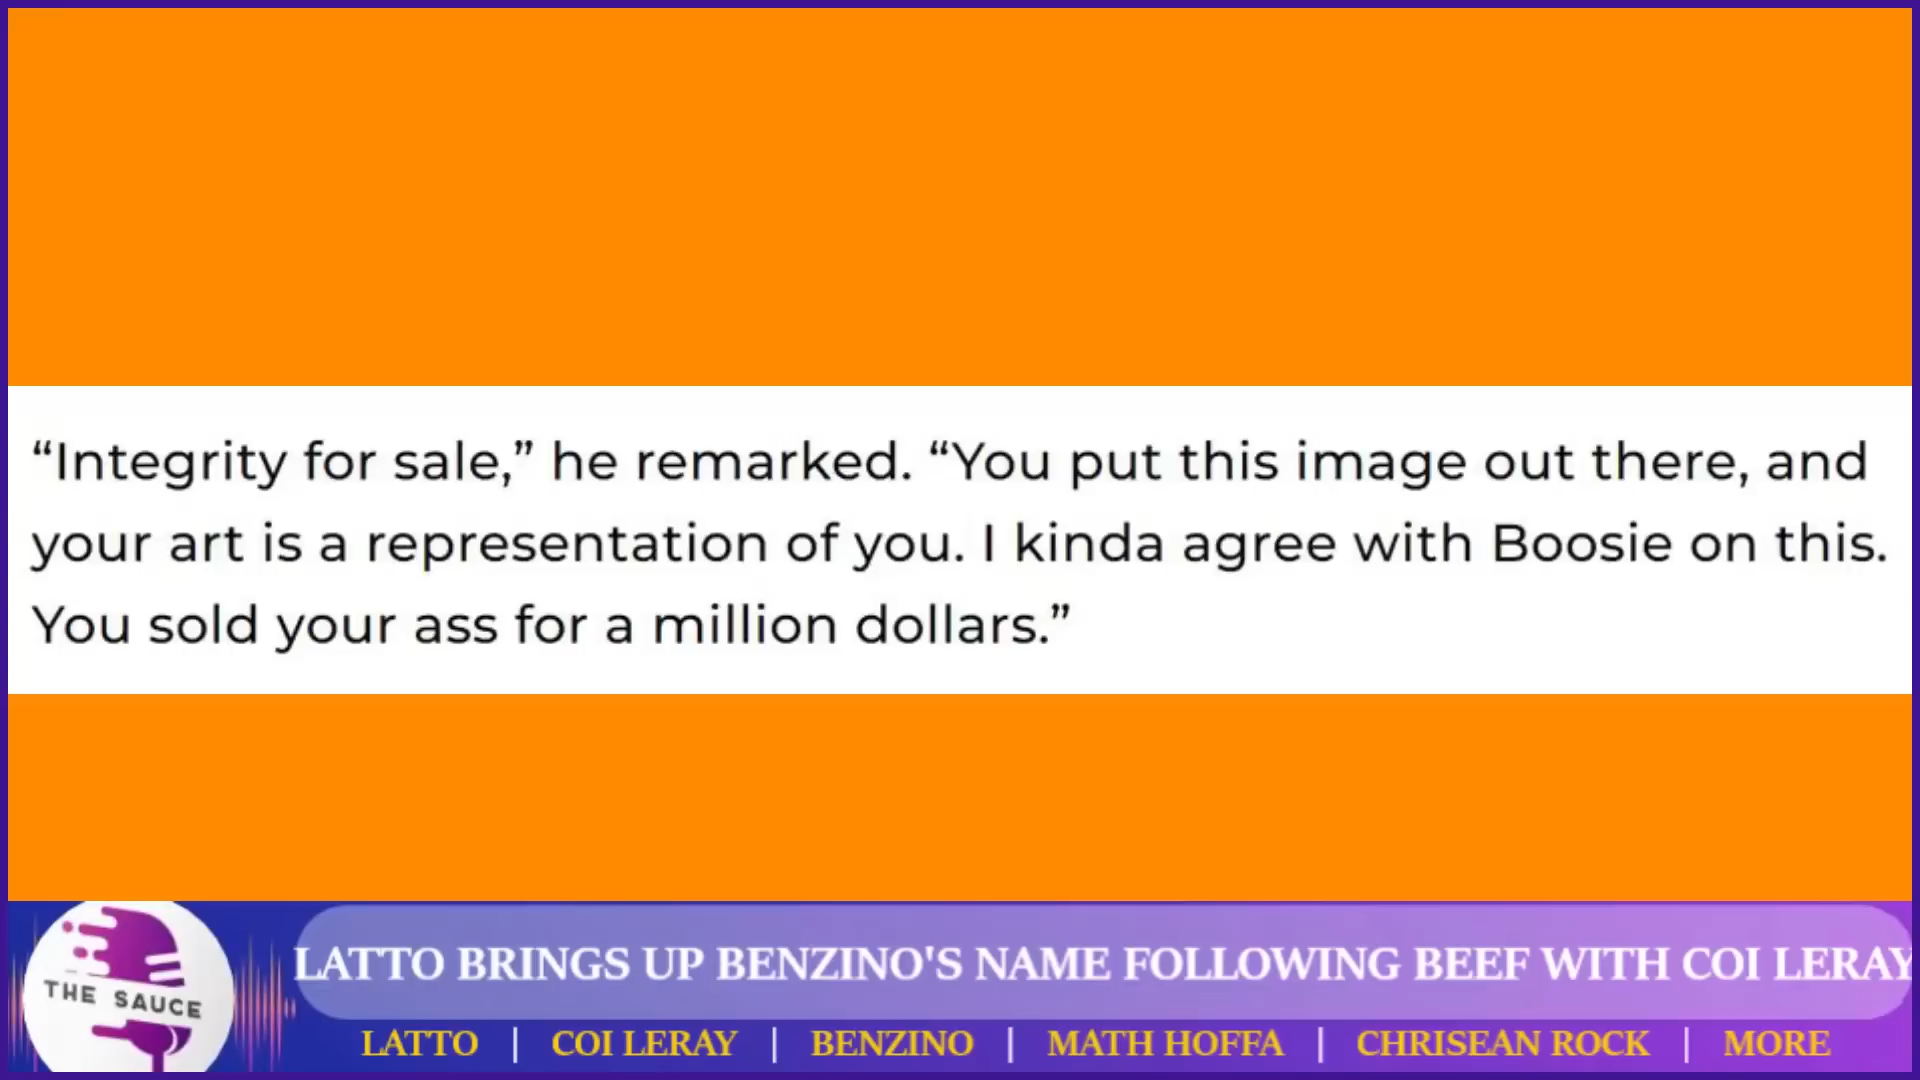 “Integrity for sale,” he remarked. “You put this image out there, and
your art is a representation of you. I kinda agree with Boosie on this.
You sold your ass for a million dollars.”
LATTO BRINGS UP BENZINO'S NAME FOLLOWING BEEF WITH COI LERAY
THE SAUCE
LATTO | COI LERAY | BENZINO | MATH HOFFA | CHRISEAN ROCK | MORE